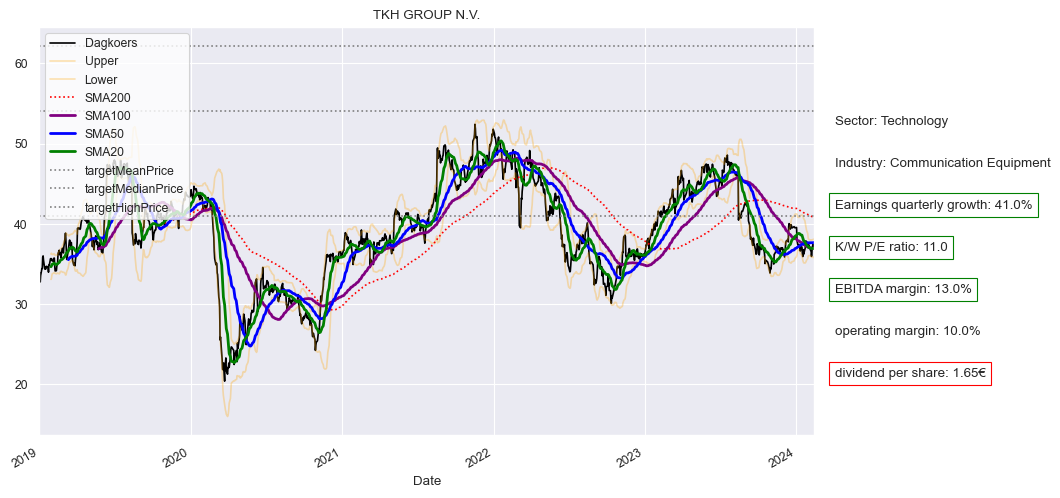 TKH GROUP N.V.
Dagkoers
Upper
Lower
SMA200
SMA100
SMA50
SMA20
targetMeanPrice
targetMedianPrice
targetHighPrice
60
50
40
30
20
2019
2020
2021
2022
2023
2024
Date
Sector: Technology
Industry: Communication Equipment
Earnings quarterly growth: 41.0%
K/W P/E ratio: 11.0
EBITDA margin: 13.0%
operating margin: 10.0%
dividend per share: 1.65€